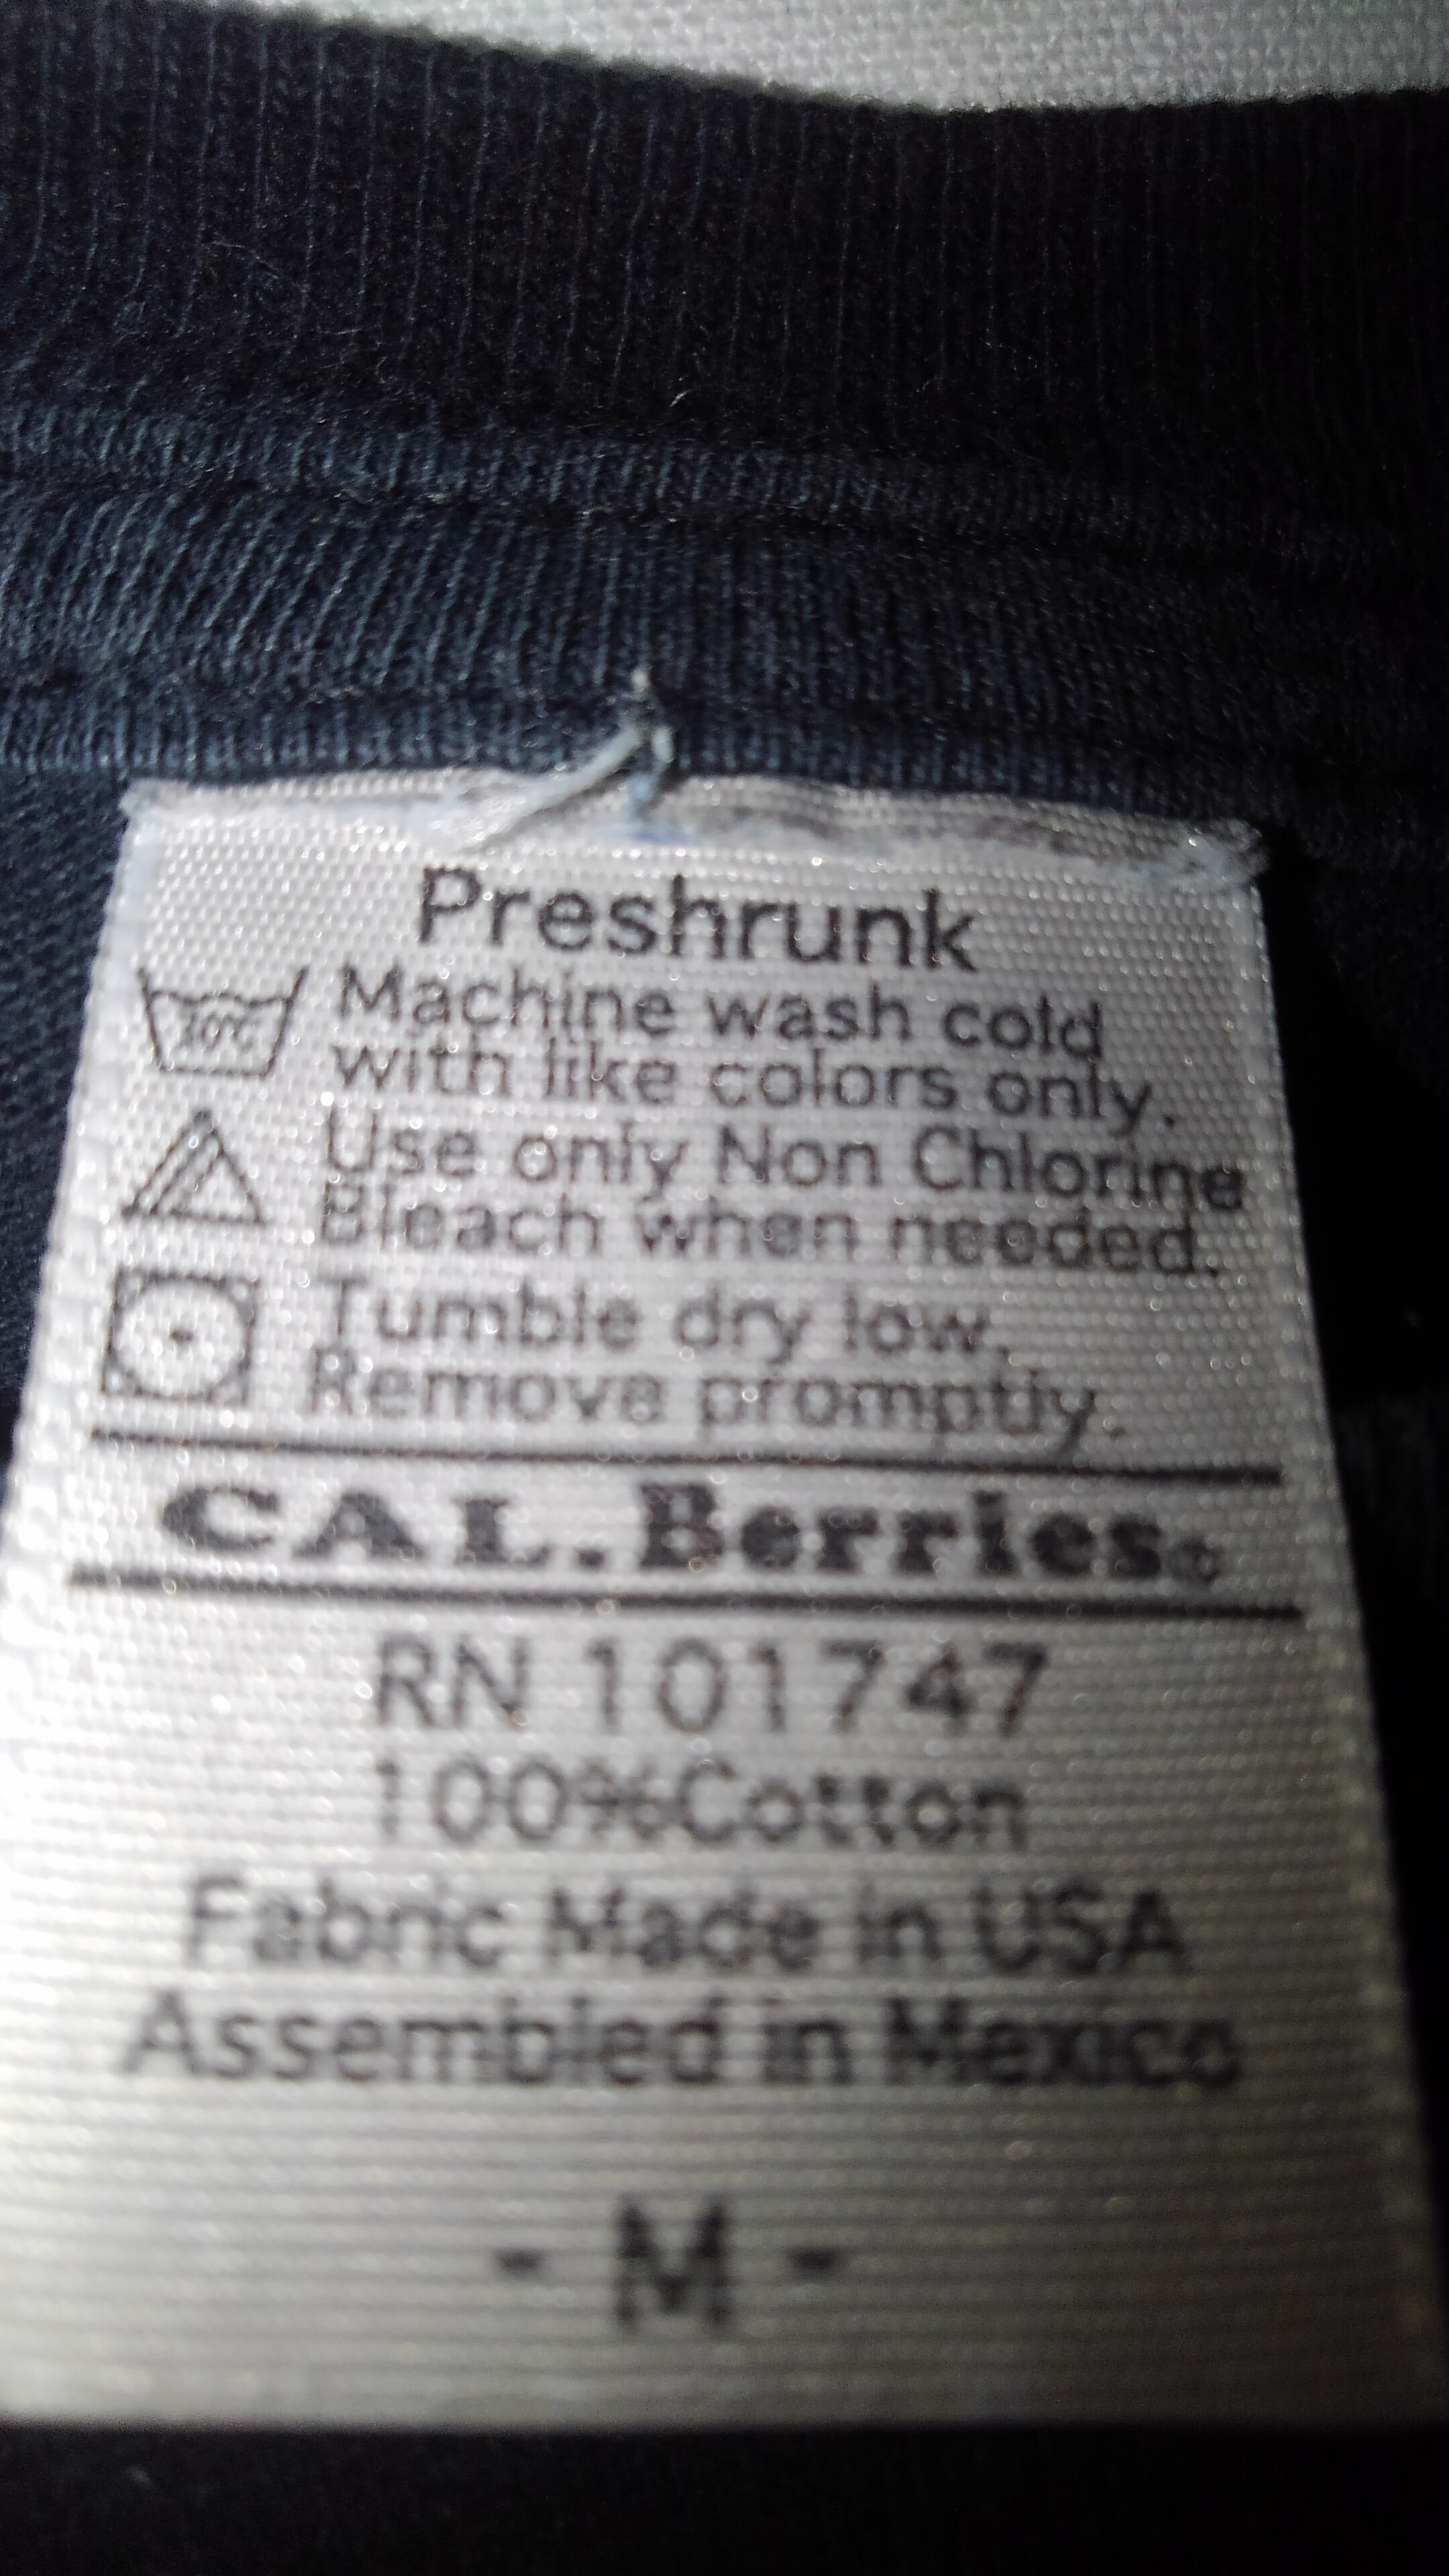 Preshrunk
30°C Machine wash cold
with like colors only.
Use only Non Chlorine
Bleach when needed.
Tumble dry low.
Remove promptly.
CAL.Berries©
RN 101747
100%Cotton
Fabric Made in USA
Assembled in Mexico
- M -